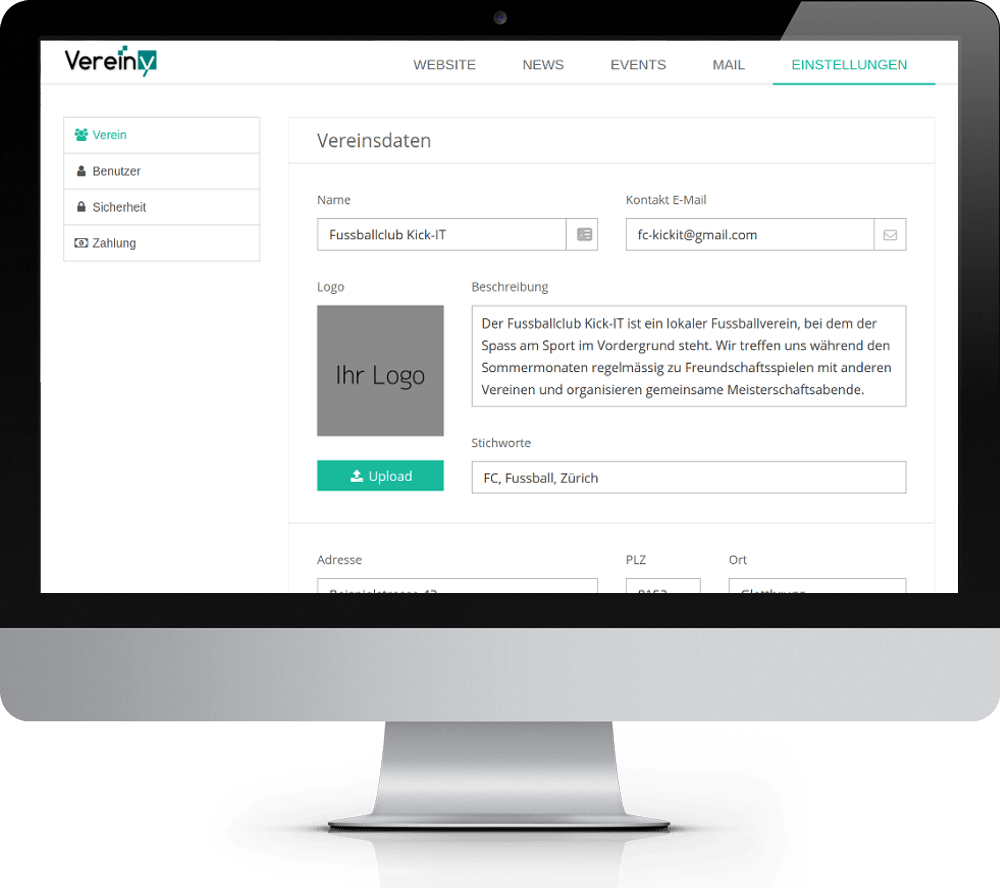 Vereiny
WEBSITE NEWS EVENTS MAIL EINSTELLUNGEN
Verein
Benutzer
Sicherheit
Zahlung
Vereinsdaten
Name Kontakt E-Mail
Fussballclub Kick-IT fc-kickit@gmail.com
Logo Beschreibung
Ihr Logo
Der Fussballclub Kick-IT ist ein lokaler Fussballverein, bei dem der
Spass am Sport im Vordergrund steht. Wir treffen uns während den
Sommermonaten regelmässig zu Freundschaftsspielen mit anderen
Vereinen und organisieren gemeinsame Meisterschaftsabende.
Upload
Stichworte
FC, Fussball, Zürich
Adresse PLZ Ort